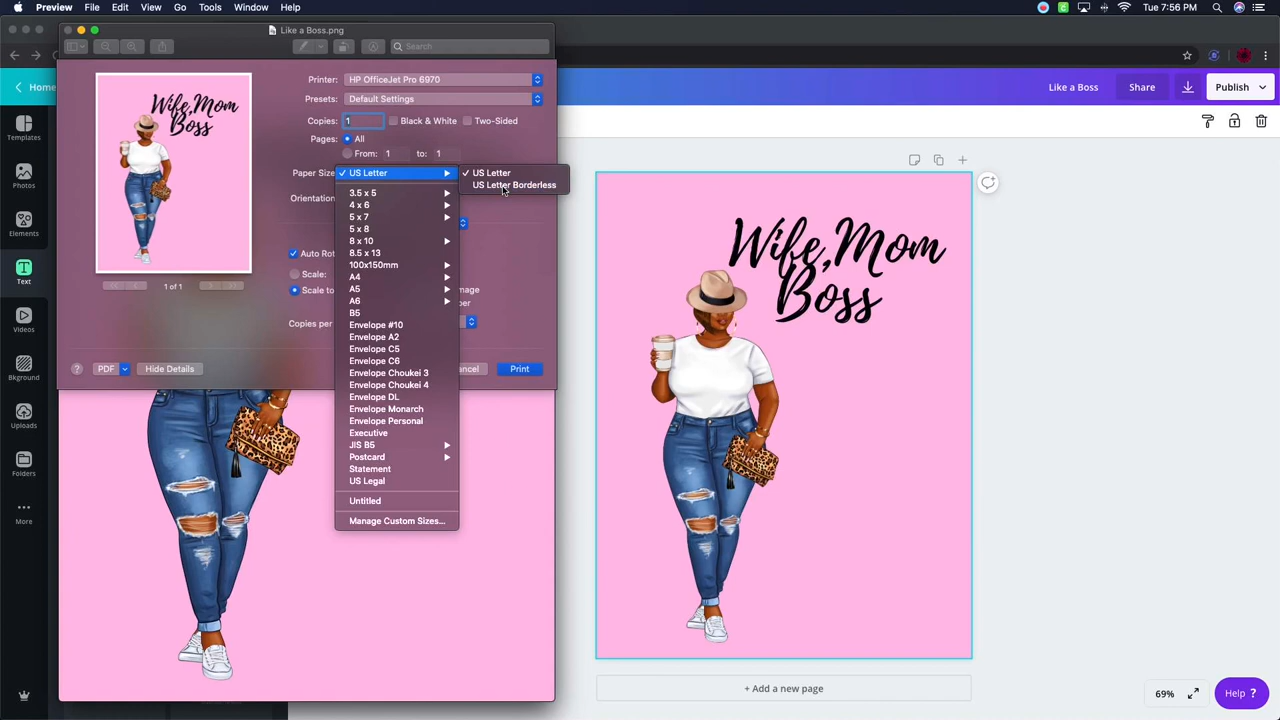 Preview File Edit View Go Tools Window Help
Tue 7:56 PM
Like a Boss.png
Search
Printer: HP OfficeJet Pro 6970
Presets: Default Settings
Copies: 1 Black & White Two-Sided
Pages: All
From: 1 to: 1
Paper Size US Letter
US Letter
US Letter Borderless
Orientation
3.5 x 5
4 x 6
5 x 7
5 x 8
8 x 10
8.5 x 13
100x150mm
A4
A5
A6
B5
Envelope #10
Envelope A2
Envelope C5
Envelope C6
Envelope Choukei 3
Envelope Choukei 4
Envelope DL
Envelope Monarch
Envelope Personal
Executive
JIS B5
Postcard
Statement
US Legal
Untitled
Manage Custom Sizes...
Auto Rot
Scale:
Scale to
mage
per
Copies per
1 of 1
? PDF Hide Details
ancel Print
Wife,Mom
Boss
Home
Like a Boss Share Publish
Templates
Photos
Elements
Text
Videos
Bkground
Uploads
Folders
More
Wife,Mom
Boss
+ Add a new page
69% Help ?